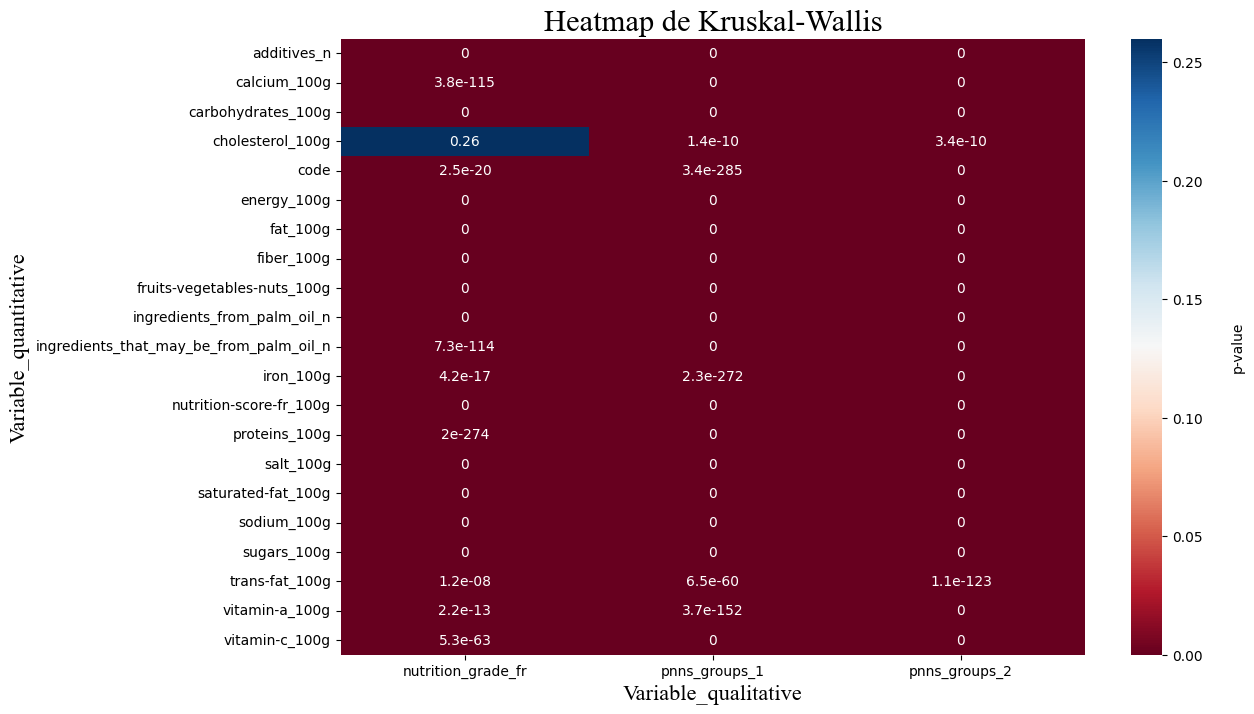 Heatmap de Kruskal-Wallis
Variable_quantitative
additives_n 0 0 0
calcium_100g 3.8e-115 0 0
carbohydrates_100g 0 0 0
cholesterol_100g 0.26 1.4e-10 3.4e-10
code 2.5e-20 3.4e-285 0
energy_100g 0 0 0
fat_100g 0 0 0
fiber_100g 0 0 0
fruits-vegetables-nuts_100g 0 0 0
ingredients_from_palm_oil_n 0 0 0
ingredients_that_may_be_from_palm_oil_n 7.3e-114 0 0
iron_100g 4.2e-17 2.3e-272 0
nutrition-score-fr_100g 0 0 0
proteins_100g 2e-274 0 0
salt_100g 0 0 0
saturated-fat_100g 0 0 0
sodium_100g 0 0 0
sugars_100g 0 0 0
trans-fat_100g 1.2e-08 6.5e-60 1.1e-123
vitamin-a_100g 2.2e-13 3.7e-152 0
vitamin-c_100g 5.3e-63 0 0
nutrition_grade_fr pnns_groups_1 pnns_groups_2
Variable_qualitative
0.25
0.20
0.15
0.10
0.05
0.00
p-value